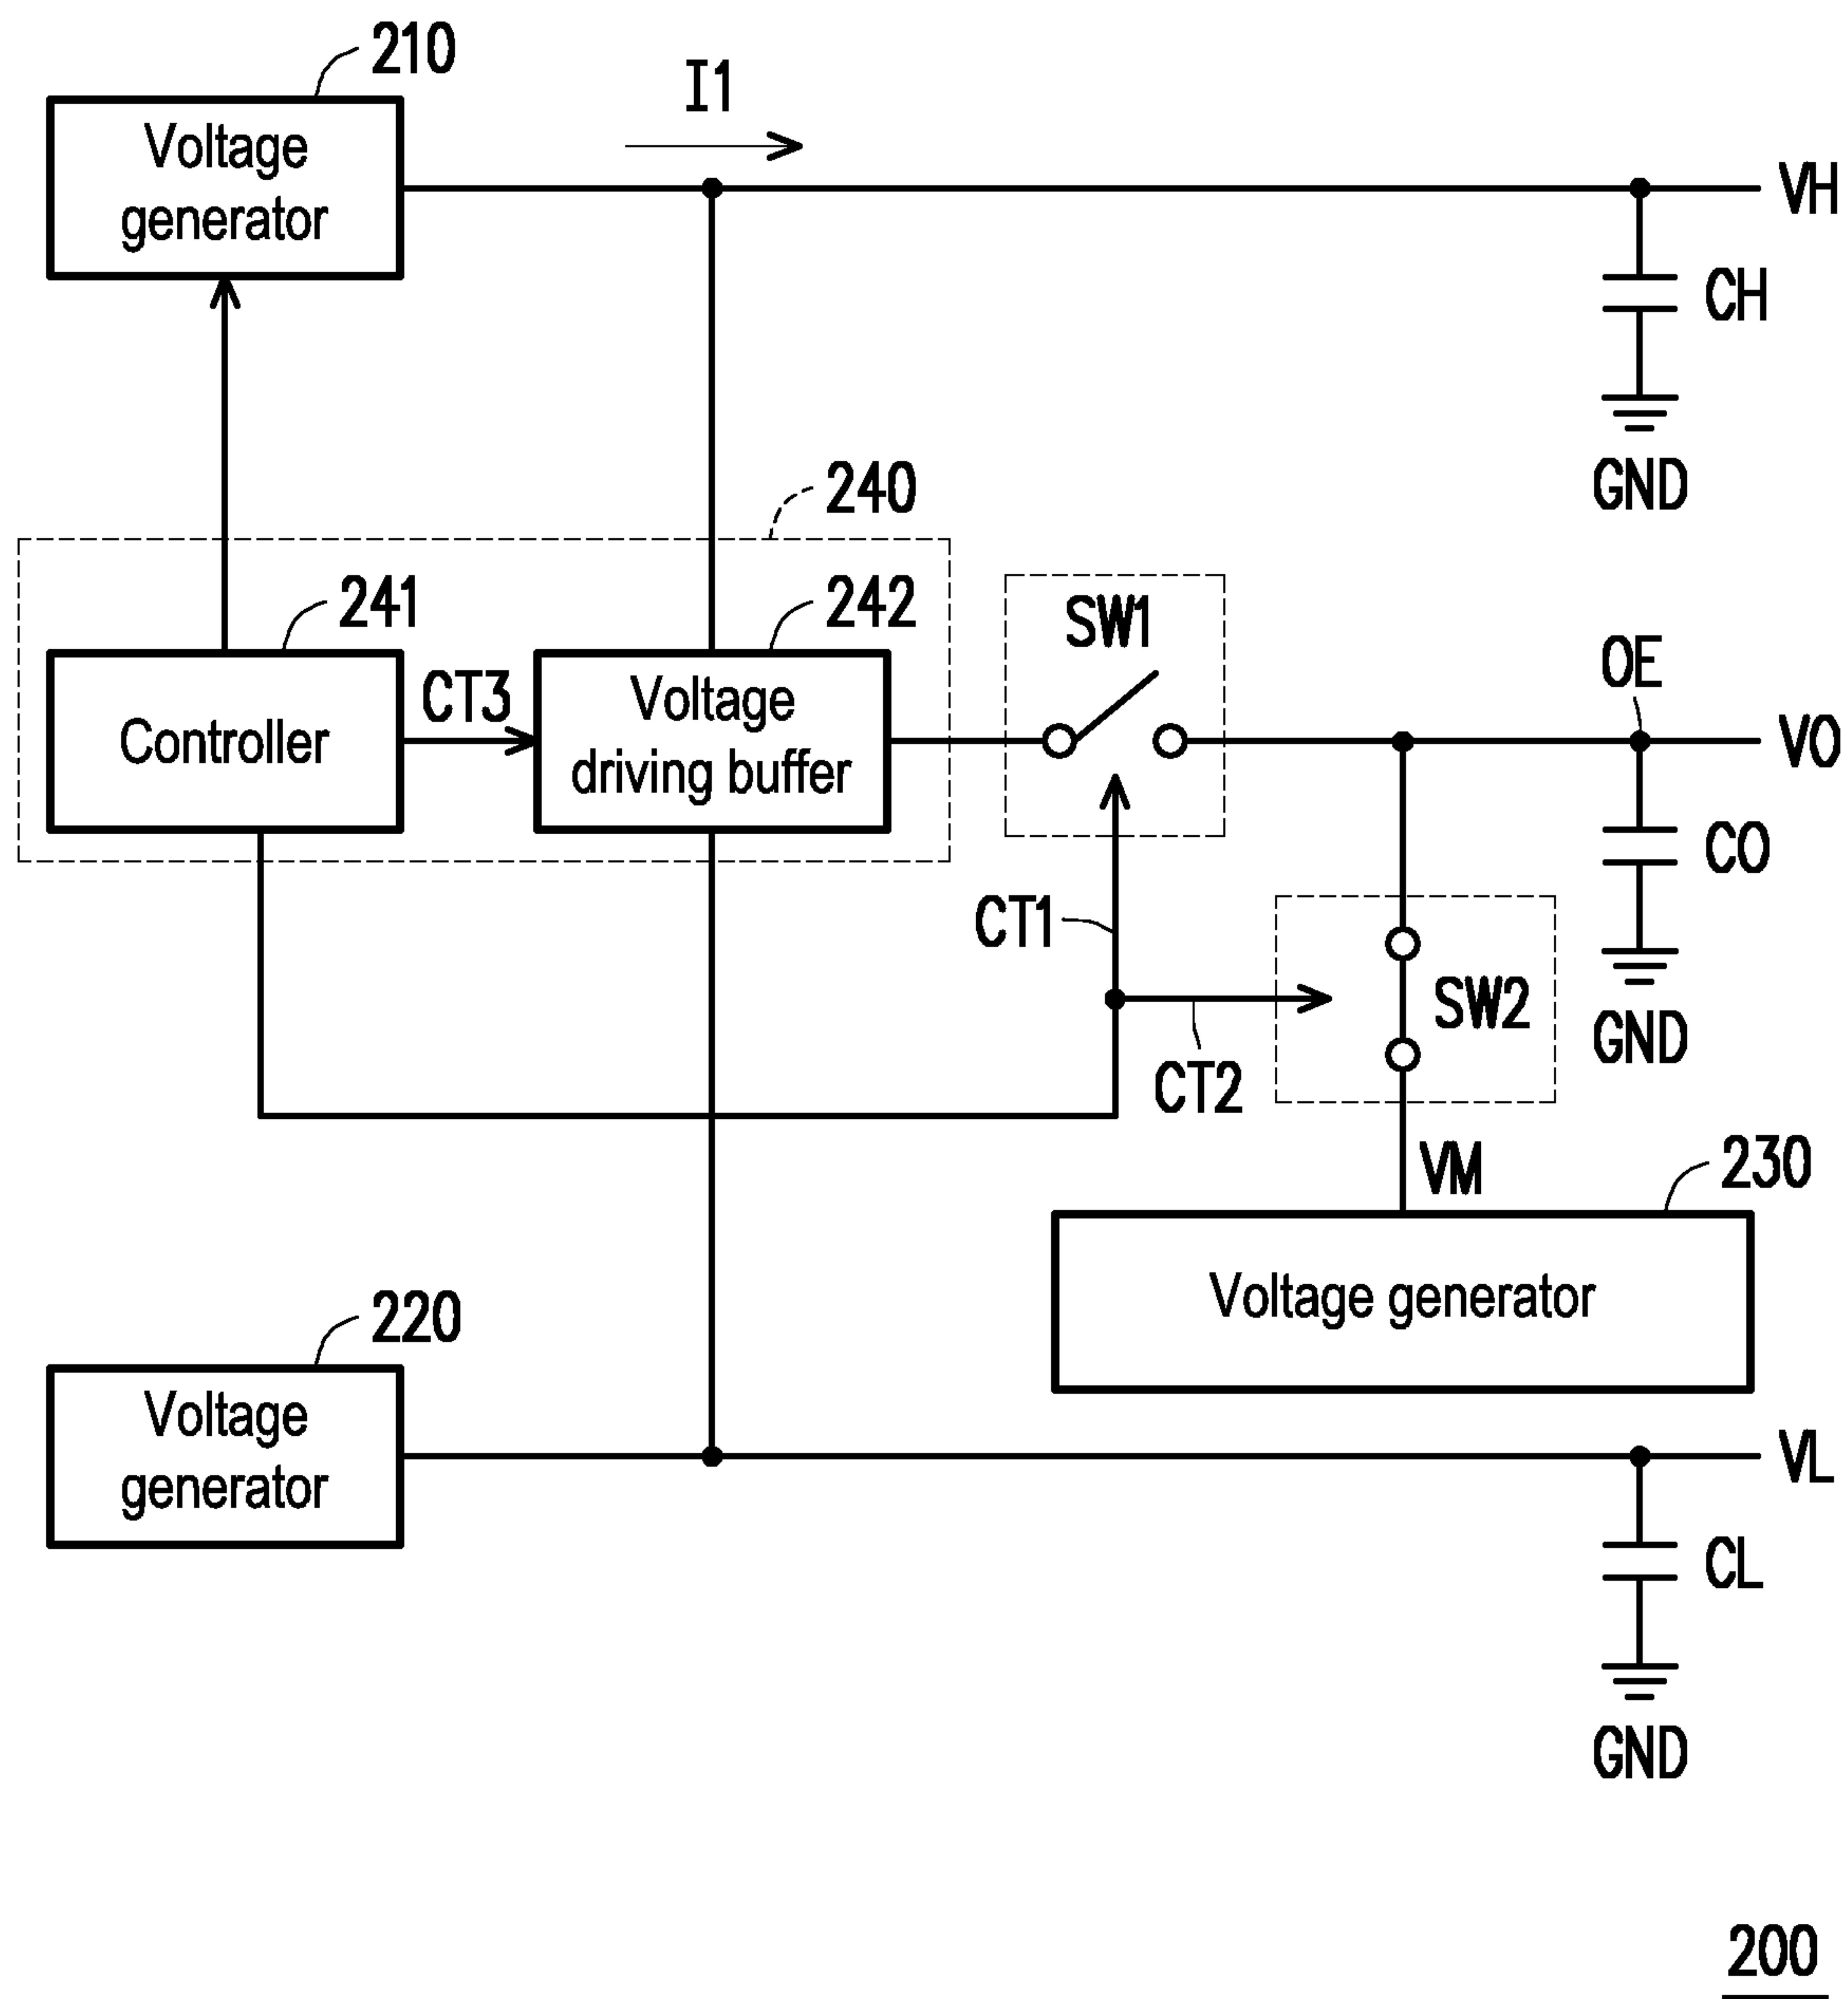 210
I1
Voltage
generator
VH
CH
GND
240
241
242
SW1
OE
CT3
Controller
Voltage
driving buffer
VO
CO
CT1
SW2
GND
CT2
VM
230
Voltage generator
220
Voltage
generator
VL
CL
GND
200